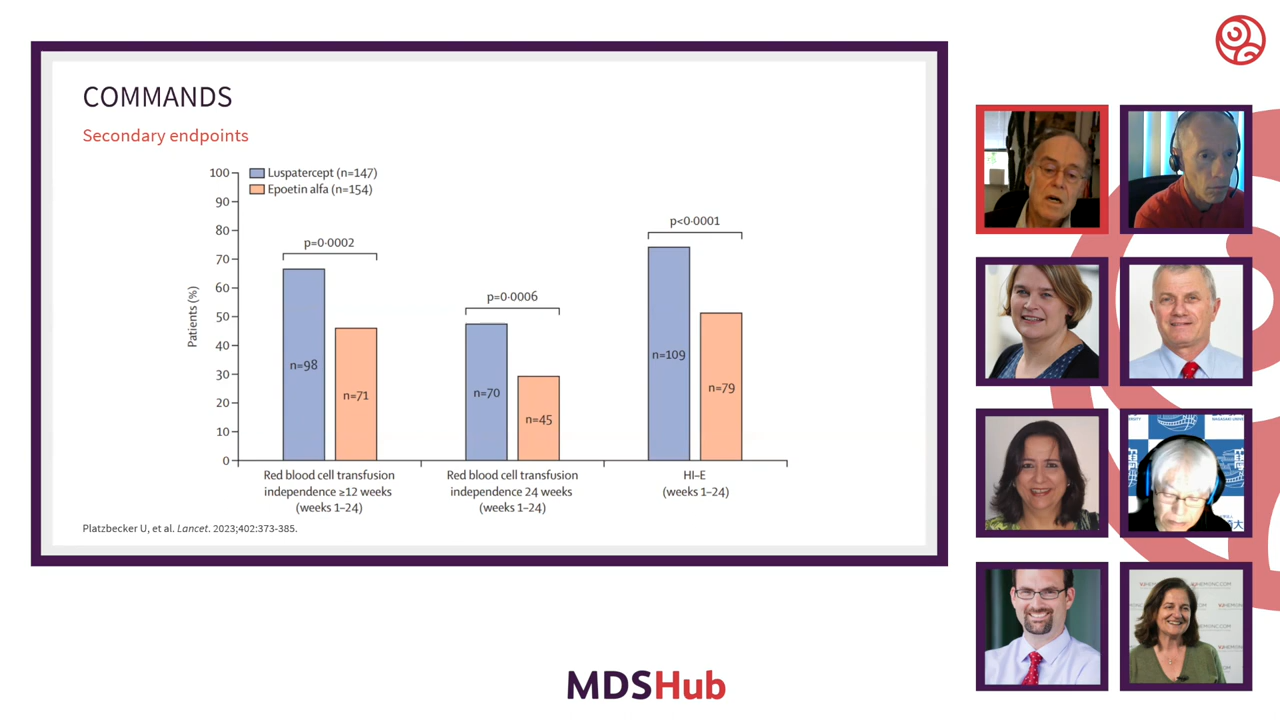 COMMANDS
Secondary endpoints
100
90
80
70
60
50
40
30
20
10
0
Patients (%)
Luspatercept (n=147)
Epoetin alfa (n=154)
p=0·0002
p=0·0006
p<0·0001
n=98
n=71
n=70
n=45
n=109
n=79
Red blood cell transfusion
independence ≥12 weeks
(weeks 1–24)
Red blood cell transfusion
independence 24 weeks
(weeks 1–24)
HI–E
(weeks 1–24)
Platzbecker U, et al. Lancet. 2023;402:373-385.
MDSHub